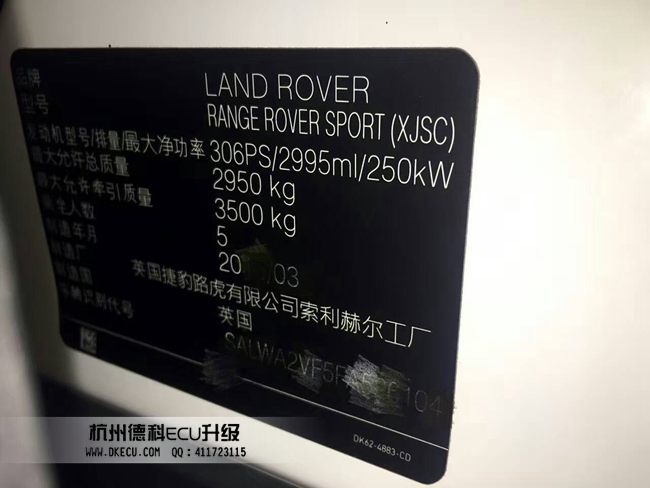 品牌 LAND ROVER
型号 RANGE ROVER SPORT (XJSC)
发动机型号/排量/最大净功率 306PS/2995ml/250kW
最大允许总质量 2950 kg
最大允许牵引质量 3500 kg
乘坐人数 5
制造年月 20 /03
制造厂 英国捷豹路虎有限公司索利赫尔工厂
制造国 英国
车辆识别代号 SALWA2VF5F
DK62-4883-CD
杭州德科ECU升级
WWW.DKECU.COM QQ:411723115